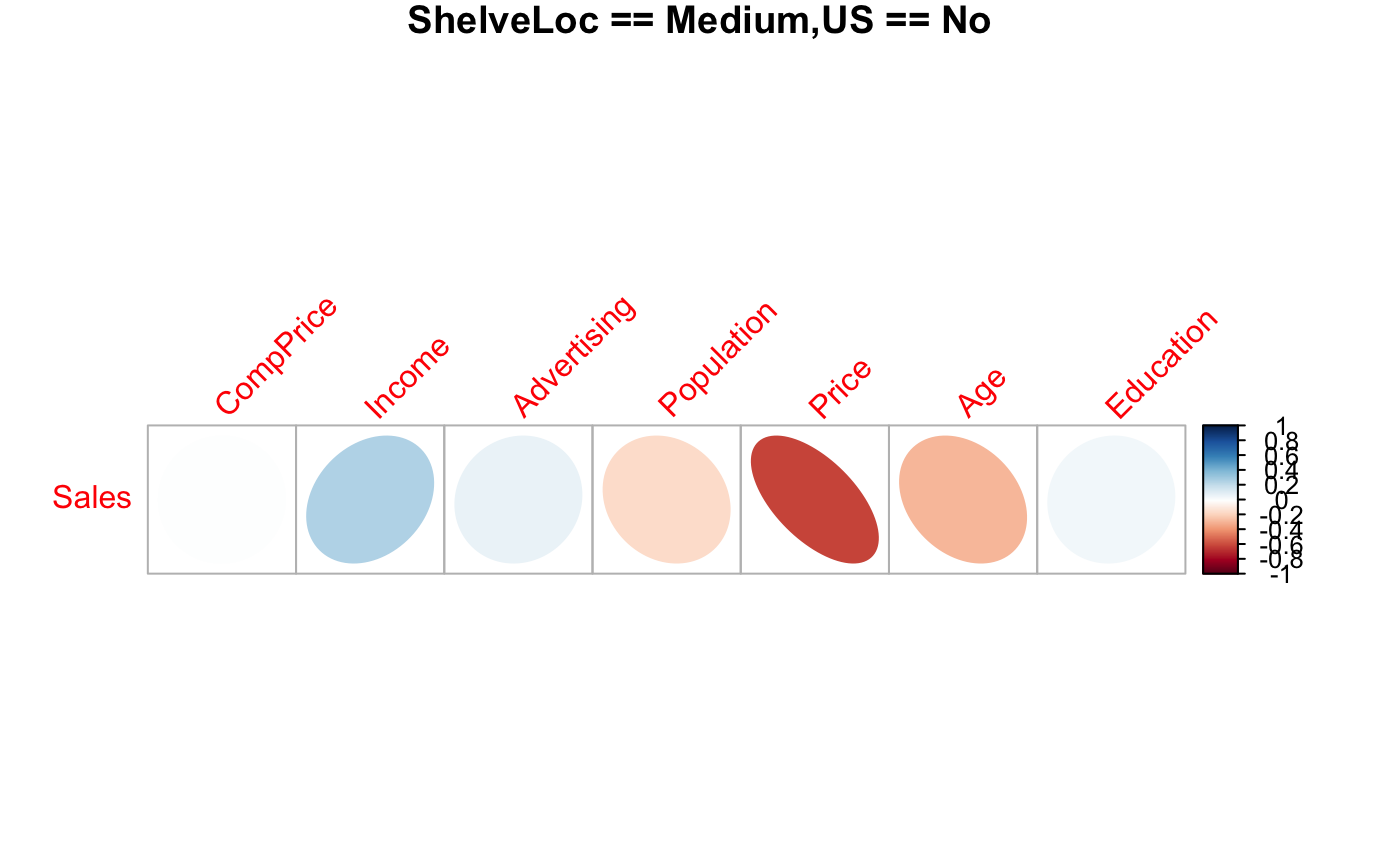 ShelveLoc == Medium,US == No
CompPrice
Income
Advertising
Population
Price
Age
Education
Sales
1
0.8
0.6
0.4
0.2
0
-0.2
-0.4
-0.6
-0.8
-1